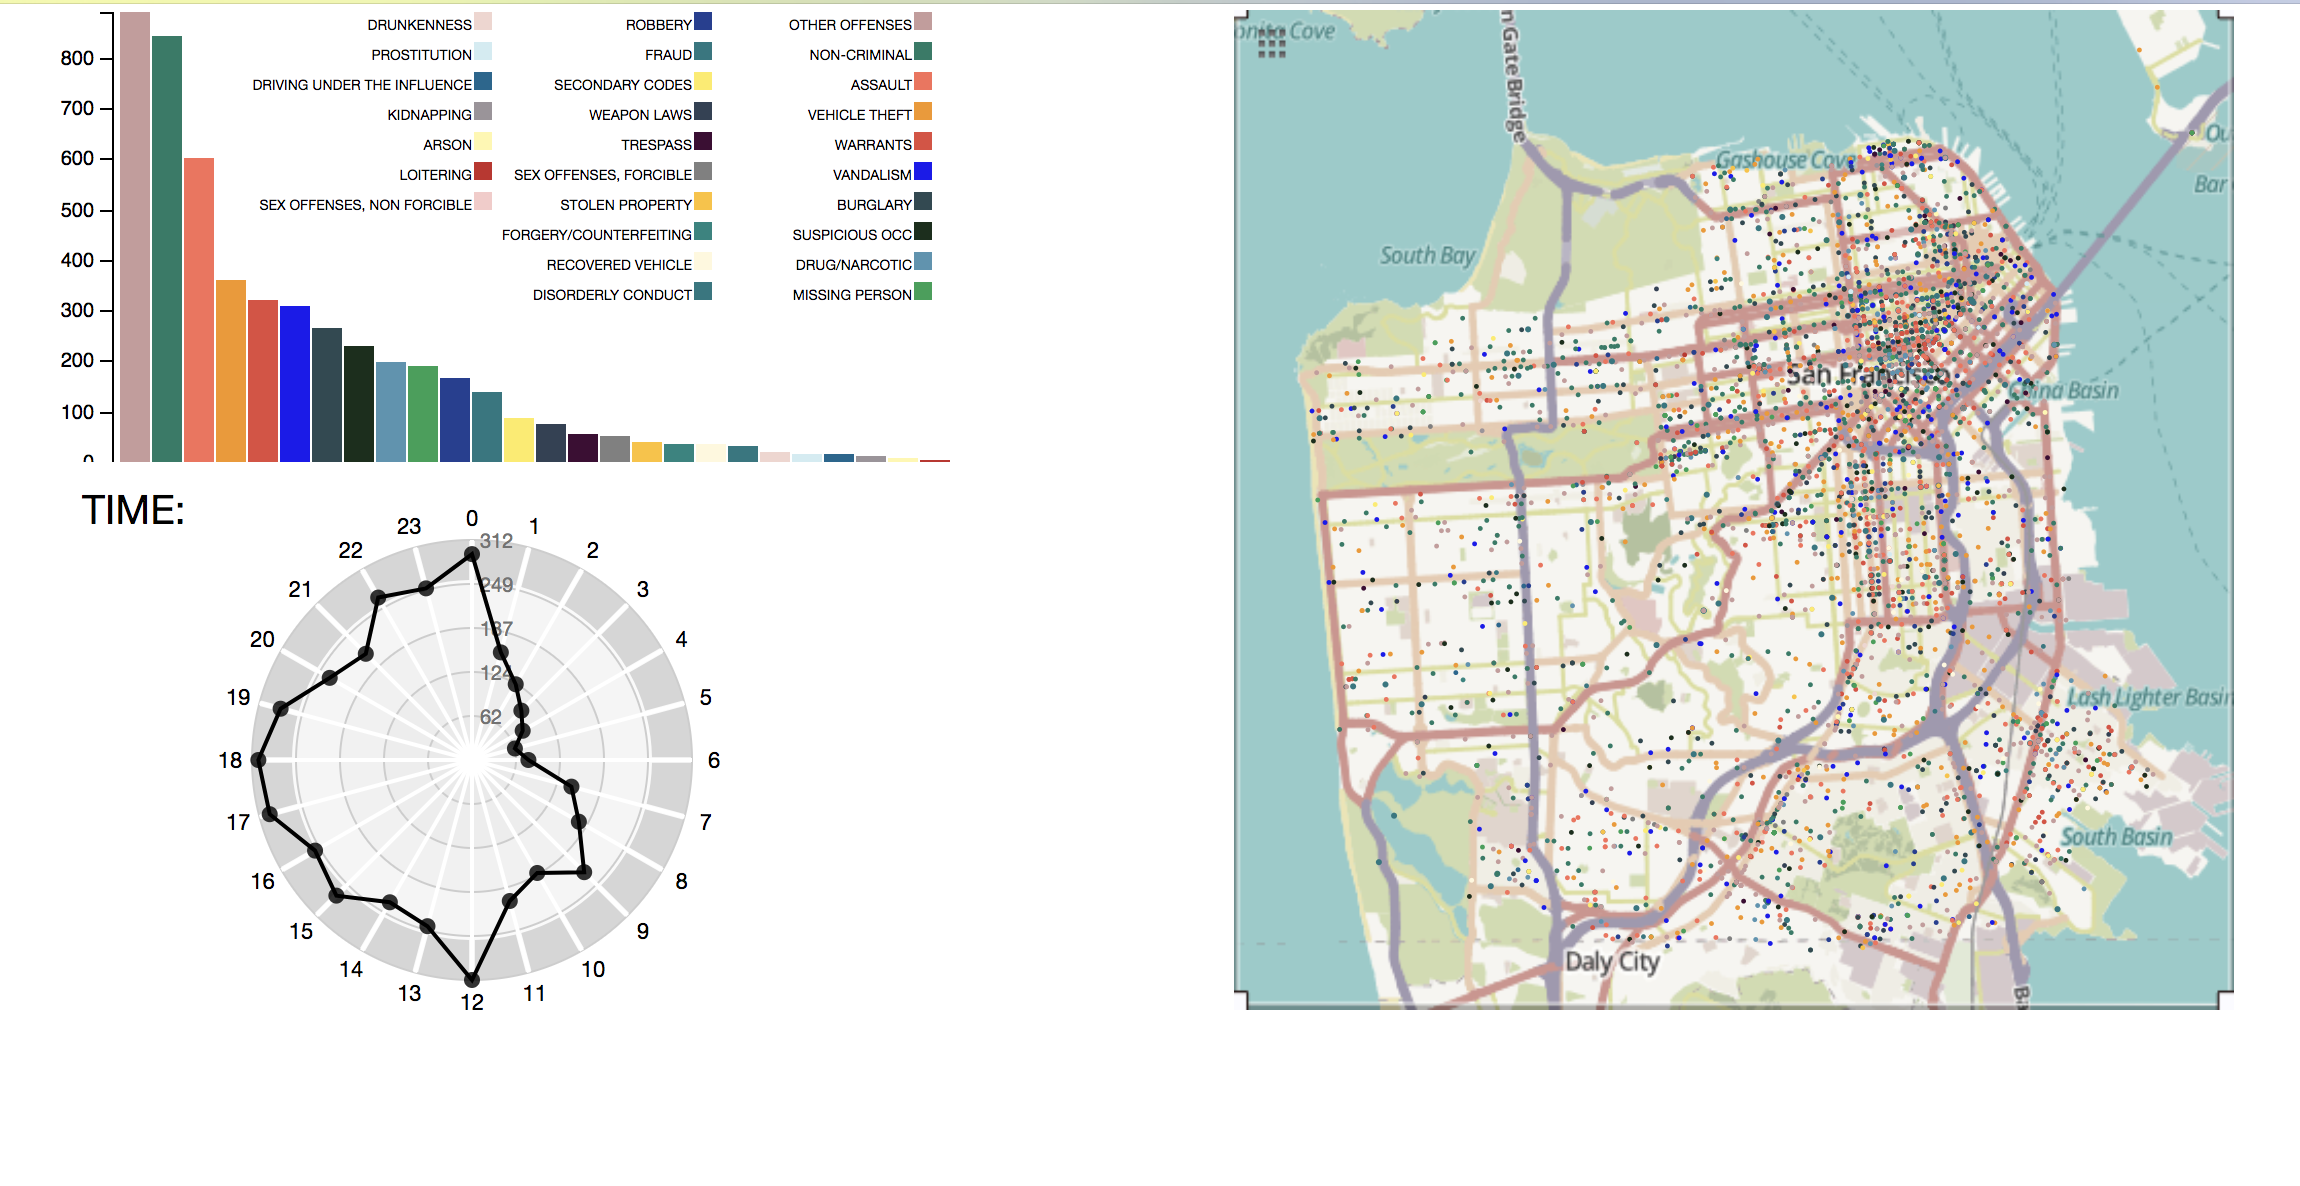 800
700
600
500
400
300
200
100
0
DRUNKENNESS
PROSTITUTION
DRIVING UNDER THE INFLUENCE
KIDNAPPING
ARSON
LOITERING
SEX OFFENSES, NON FORCIBLE
ROBBERY
FRAUD
SECONDARY CODES
WEAPON LAWS
TRESPASS
SEX OFFENSES, FORCIBLE
STOLEN PROPERTY
FORGERY/COUNTERFEITING
RECOVERED VEHICLE
DISORDERLY CONDUCT
OTHER OFFENSES
NON-CRIMINAL
ASSAULT
VEHICLE THEFT
WARRANTS
VANDALISM
BURGLARY
SUSPICIOUS OCC
DRUG/NARCOTIC
MISSING PERSON
TIME:
0
1
2
3
4
5
6
7
8
9
10
11
12
13
14
15
16
17
18
19
20
21
22
23
312
249
187
124
62
onita Cove
n Gate Bridge
Gashouse Cove
Ou
Bar
South Bay
San Francisco
China Basin
Lash Lighter Basin
South Basin
Daly City
Ba